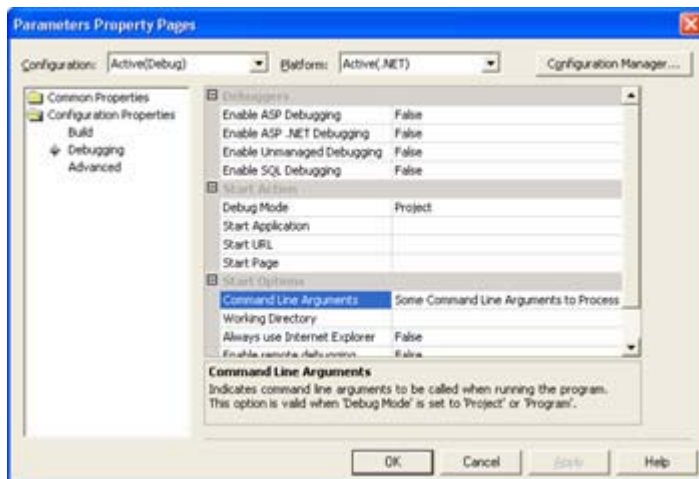 Parameters Property Pages
Configuration: Active(Debug) Platform: Active(.NET) Configuration Manager...
Common Properties
Configuration Properties
Build
Debugging
Advanced
Debuggers
Enable ASP Debugging False
Enable ASP .NET Debugging False
Enable Unmanaged Debugging False
Enable SQL Debugging False
Start Action
Debug Mode Project
Start Application
Start URL
Start Page
Start Options
Command Line Arguments Some Command Line Arguments to Process
Working Directory
Always use Internet Explorer False
Enable remote debugging False
Command Line Arguments
Indicates command line arguments to be called when running the program.
This option is valid when 'Debug Mode' is set to 'Project' or 'Program'.
OK Cancel Apply Help